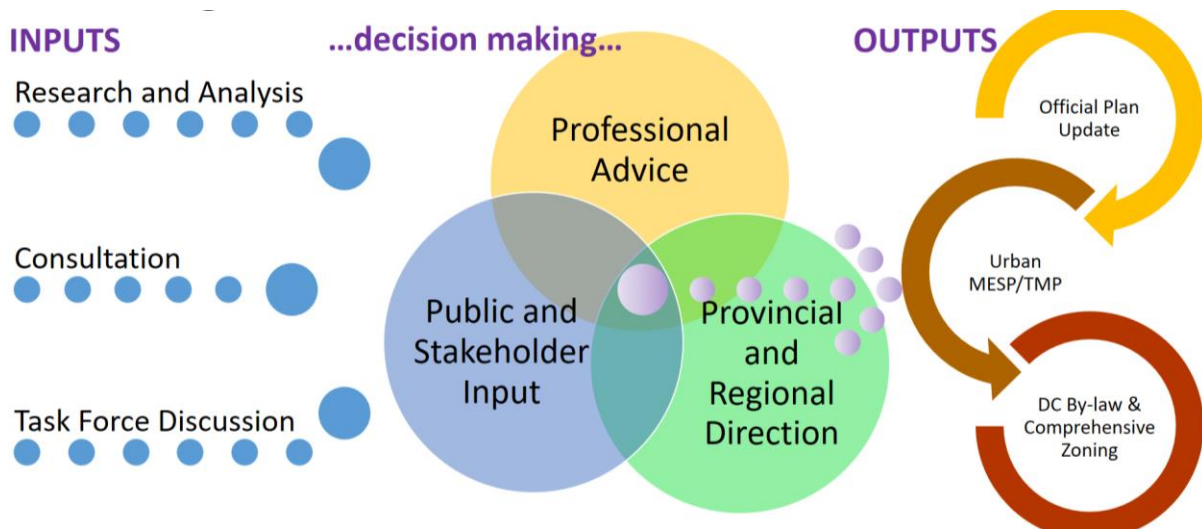 INPUTS
Research and Analysis
Consultation
Task Force Discussion
...decision making...
Professional
Advice
Public and
Stakeholder
Input
Provincial
and
Regional
Direction
OUTPUTS
Official Plan
Update
Urban
MESP/TMP
DC By-law &
Comprehensive
Zoning